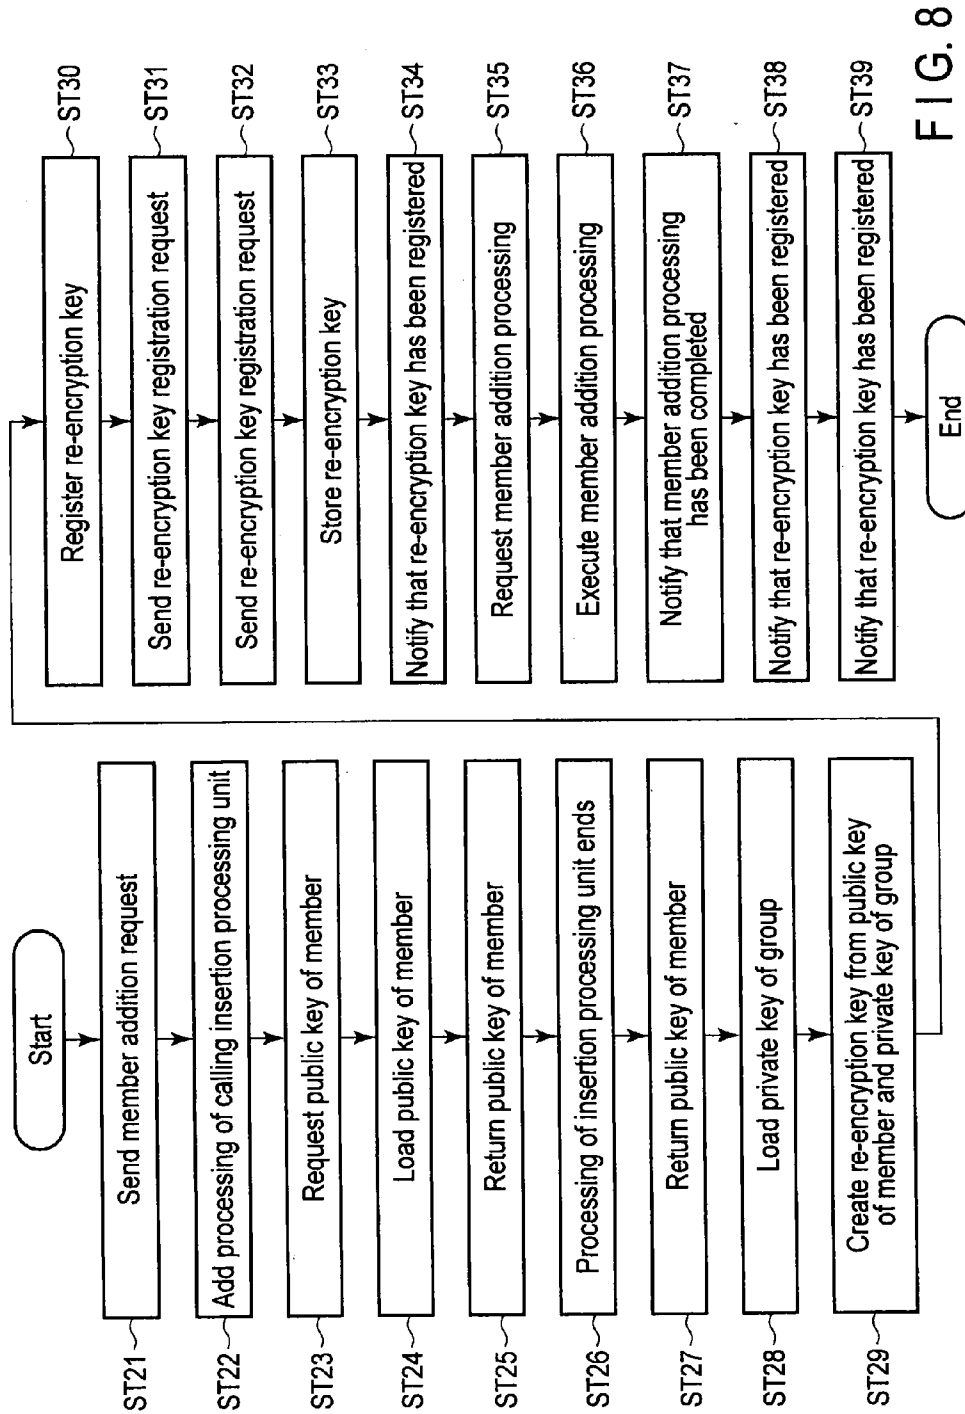 Start
ST21
Send member addition request
ST22
Add processing of calling insertion processing unit
ST23
Request public key of member
ST24
Load public key of member
ST25
Return public key of member
ST26
Processing of insertion processing unit ends
ST27
Return public key of member
ST28
Load private key of group
ST29
Create re-encryption key from public key
of member and private key of group
Register re-encryption key
ST30
Send re-encryption key registration request
ST31
Send re-encryption key registration request
ST32
Store re-encryption key
ST33
Notify that re-encryption key has been registered
ST34
Request member addition processing
ST35
Execute member addition processing
ST36
Notify that member addition processing
has been completed
ST37
Notify that re-encryption key has been registered
ST38
Notify that re-encryption key has been registered
ST39
End
FIG. 8